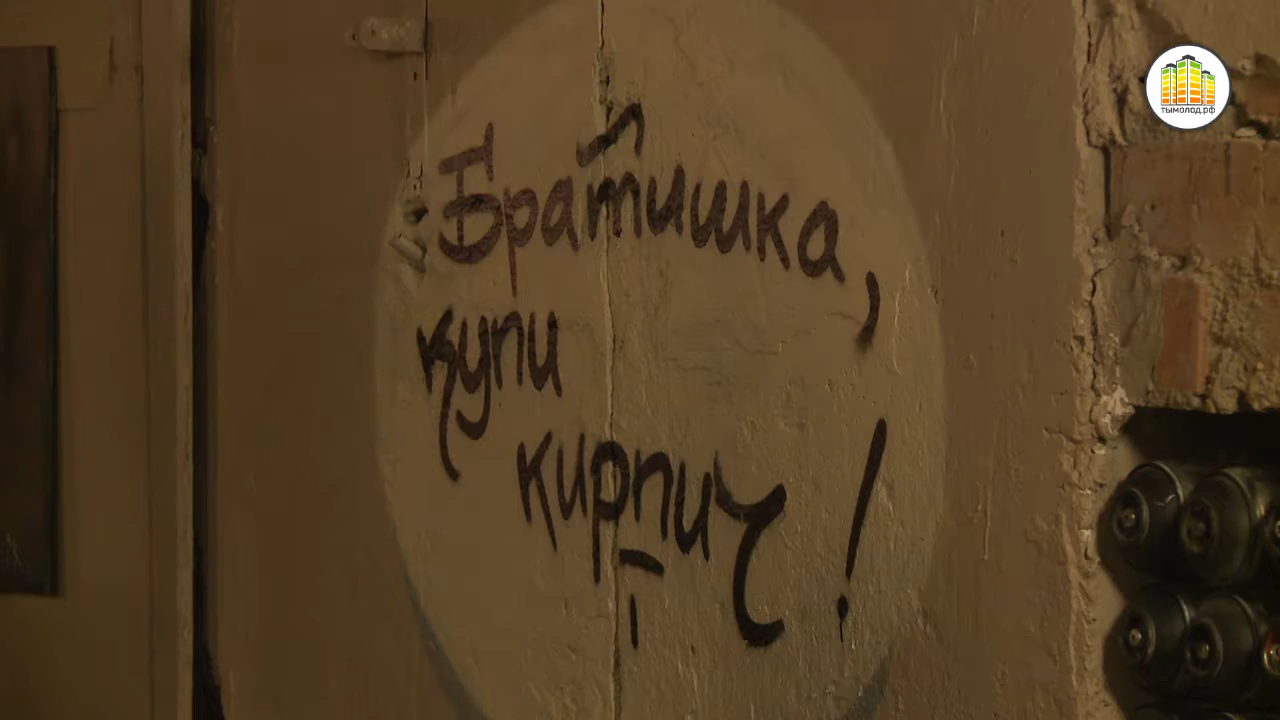 тымолод.рф
Братишка,
купи
кирпич!